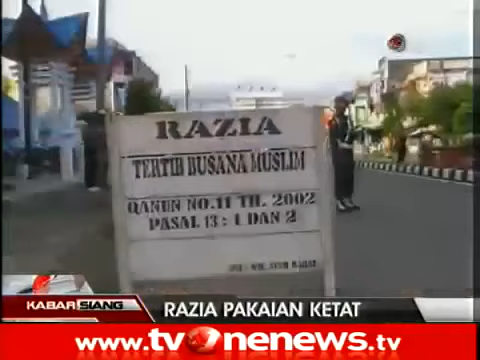 RAZIA
TERTIB BUSANA MUSLIM
QANUN NO.11 TH. 2002
PASAL 13 : 1 DAN 2
KABAR SIANG
RAZIA PAKAIAN KETAT
www.tvonenews.tv